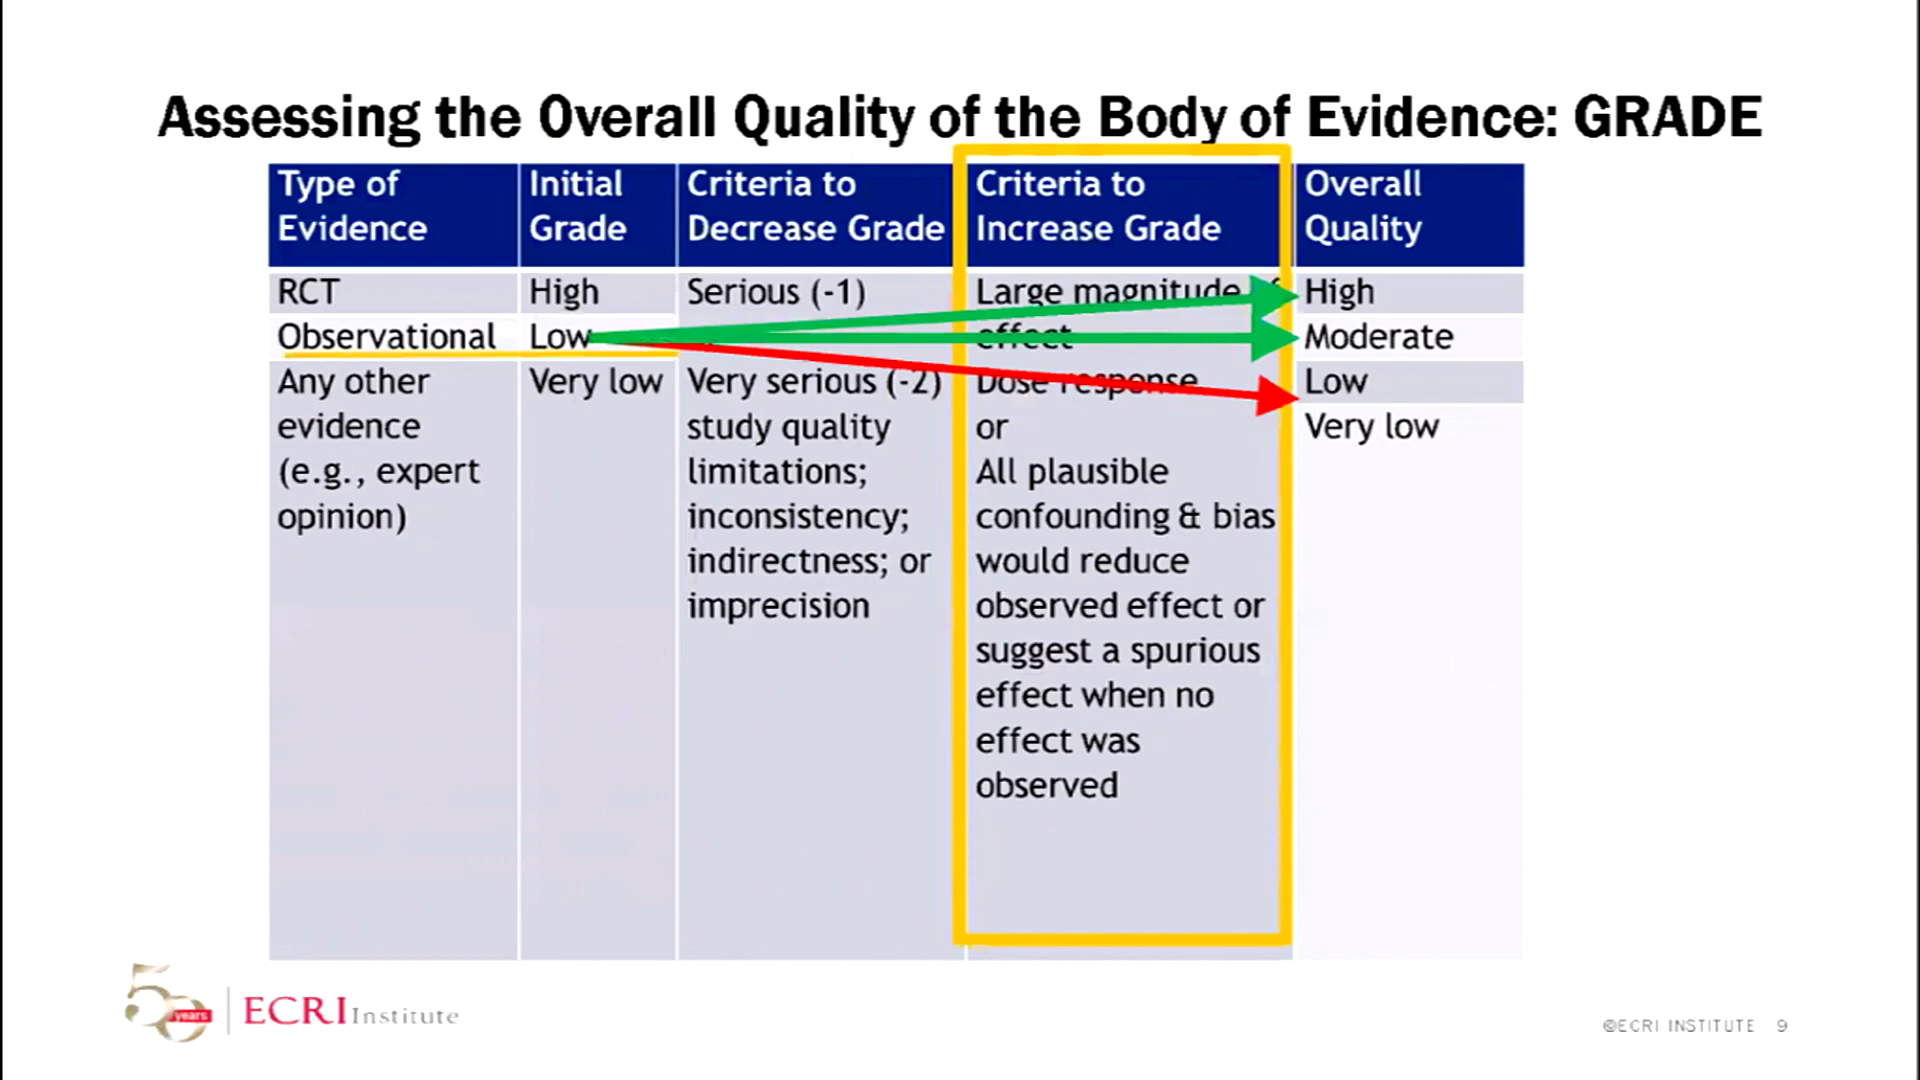 Assessing the Overall Quality of the Body of Evidence: GRADE
Type of
Evidence
Initial
Grade
Criteria to
Decrease Grade
Criteria to
Increase Grade
Overall
Quality
RCT
High
Serious (-1)
Large magnitude of
High
Observational
Low
effect
Moderate
Any other
evidence
(e.g., expert
opinion)
Very low
Very serious (-2)
study quality
limitations;
inconsistency;
indirectness; or
imprecision
Dose response
or
All plausible
confounding & bias
would reduce
observed effect or
suggest a spurious
effect when no
effect was
observed
Low
Very low
50 years
ECRI Institute
©ECRI INSTITUTE 9